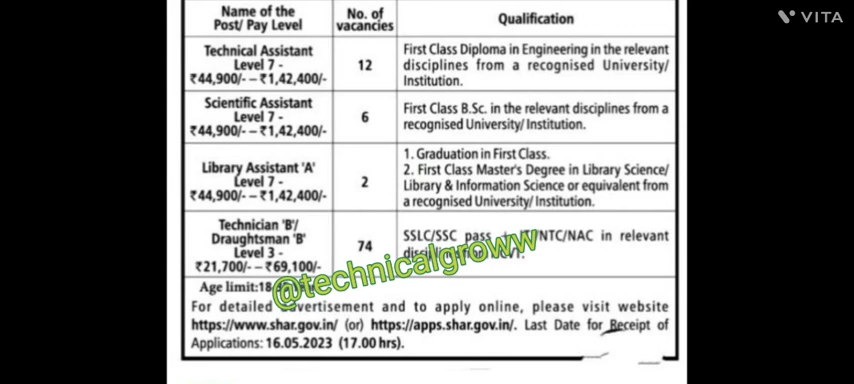 VITA
Name of the Post/ Pay Level
No. of vacancies
Qualification
Technical Assistant
Level 7 -
₹44,900/- – ₹1,42,400/-
12
First Class Diploma in Engineering in the relevant
disciplines from a recognised University/
Institution.
Scientific Assistant
Level 7 -
₹44,900/- – ₹1,42,400/-
6
First Class B.Sc. in the relevant disciplines from a
recognised University/ Institution.
Library Assistant 'A'
Level 7 -
₹44,900/- – ₹1,42,400/-
2
1. Graduation in First Class.
2. First Class Master's Degree in Library Science/
Library & Information Science or equivalent from
a recognised University/ Institution.
Technician 'B'/
Draughtsman 'B'
Level 3 -
₹21,700/- – ₹69,100/-
74
SSLC/SSC pass NTC/NAC in relevant
@technicalgroww
Age limit:18
For detailed advertisement and to apply online, please visit website
https://www.shar.gov.in/ (or) https://apps.shar.gov.in/. Last Date for Receipt of
Applications: 16.05.2023 (17.00 hrs).